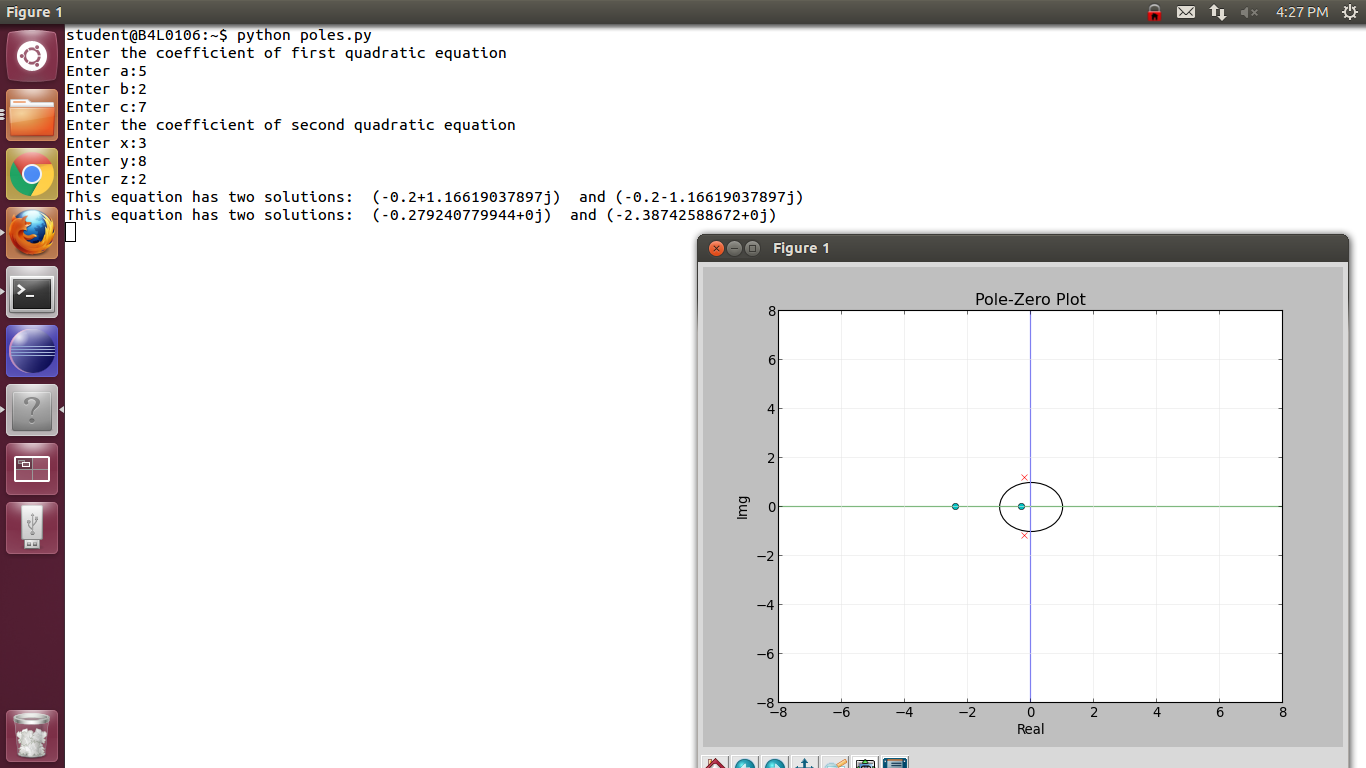 Figure 1
4:27 PM
student@B4L0106:~$ python poles.py
Enter the coefficient of first quadratic equation
Enter a:5
Enter b:2
Enter c:7
Enter the coefficient of second quadratic equation
Enter x:3
Enter y:8
Enter z:2
This equation has two solutions:  (-0.2+1.16619037897j)  and (-0.2-1.16619037897j)
This equation has two solutions:  (-0.279240779944+0j)  and (-2.38742588672+0j)
Figure 1
Pole-Zero Plot
8
6
4
2
0
−2
−4
−6
−8
Img
−8 −6 −4 −2 0 2 4 6 8
Real